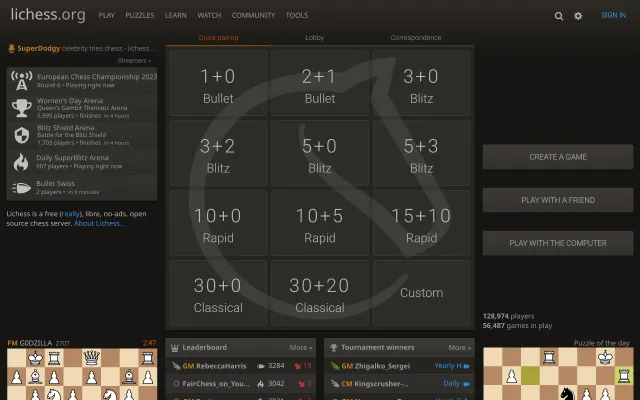 lichess.org PLAY PUZZLES LEARN WATCH COMMUNITY TOOLS SIGN IN
SuperDodgy celebrity tries chess - lichess...
Streamers »
European Chess Championship 2023
Round 6 • Playing right now
Women's Day Arena
Queen's Gambit Thematic Arena
5,995 players • finishes in 4 hours
Blitz Shield Arena
Battle for the Blitz Shield
1,703 players • finishes in 4 hours
Daily SuperBlitz Arena
907 players • Playing right now
Bullet Swiss
2 players • in 8 minutes
Lichess is a free (really), libre, no-ads, open
source chess server. About Lichess...
Quick pairing Lobby Correspondence
1+0
Bullet
2+1
Bullet
3+0
Blitz
3+2
Blitz
5+0
Blitz
5+3
Blitz
10+0
Rapid
10+5
Rapid
15+10
Rapid
30+0
Classical
30+20
Classical
Custom
CREATE A GAME
PLAY WITH A FRIEND
PLAY WITH THE COMPUTER
128,974 players
56,487 games in play
FM G0DZILLA 2707 2:47
Leaderboard More »
GM RebeccaHarris 3284 15
FairChess_on_You... 3042
Tournament winners More »
GM Zhigalko_Sergei Yearly H
CM Kingscrusher-... Daily
Puzzle of the day